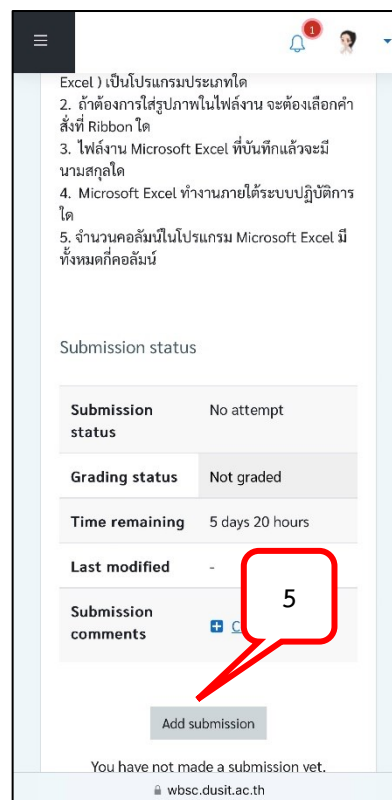 1
Excel ) เป็นโปรแกรมประเภทใด
2. ถ้าต้องการใส่รูปภาพในไฟล์งาน จะต้องเลือกคำ
สั่งที่ Ribbon ใด
3. ไฟล์งาน Microsoft Excel ที่บันทึกแล้วจะมี
นามสกุลใด
4. Microsoft Excel ทำงานภายใต้ระบบปฏิบัติการ
ใด
5. จำนวนคอลัมน์ในโปรแกรม Microsoft Excel มี
ทั้งหมดกี่คอลัมน์
Submission status
Submission status No attempt
Grading status Not graded
Time remaining 5 days 20 hours
Last modified -
Submission comments
5
Add submission
You have not made a submission yet.
wbsc.dusit.ac.th